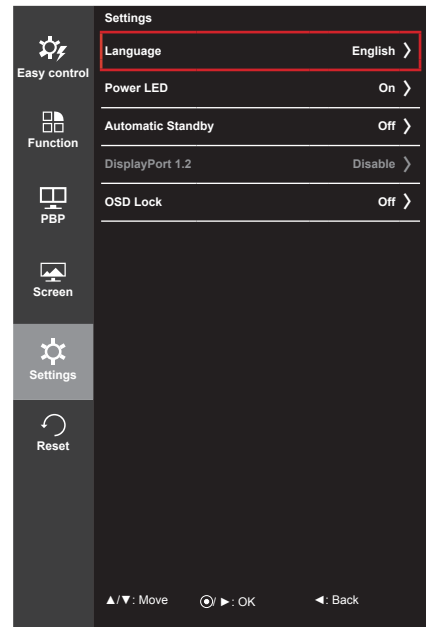 Settings
Easy control
Function
PBP
Screen
Settings
Reset
Language English
Power LED On
Automatic Standby Off
DisplayPort 1.2 Disable
OSD Lock Off
▲/▼: Move ◉/ ►: OK ◄: Back